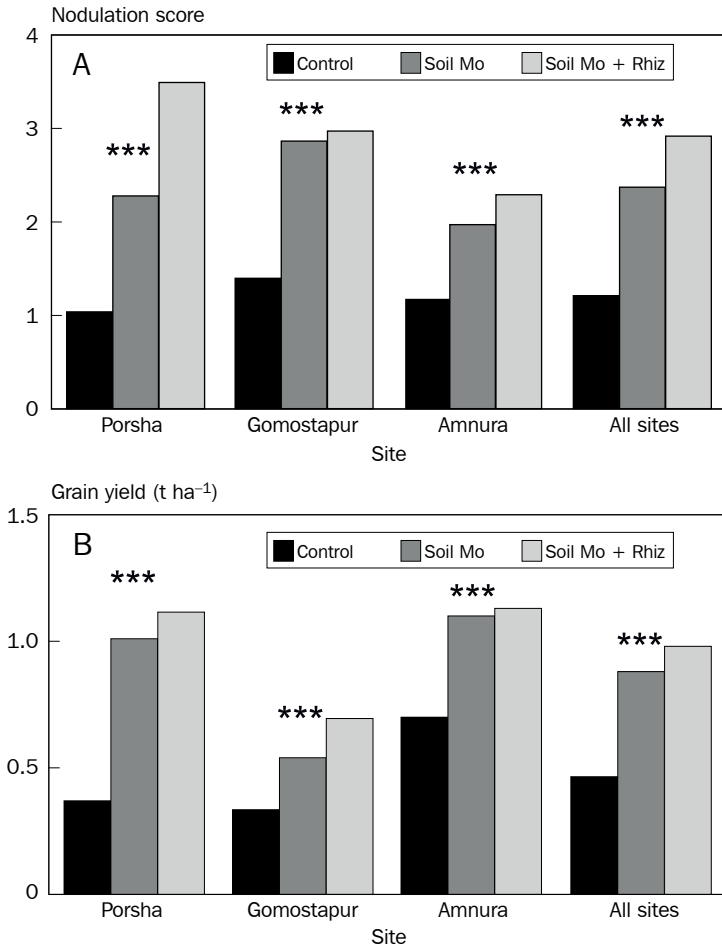 Nodulation score
4
A
Control Soil Mo Soil Mo + Rhiz
***
***
***
***
3
2
1
0
Porsha Gomostapur Amnura All sites
Site
Grain yield (t ha⁻¹)
1.5
B
Control Soil Mo Soil Mo + Rhiz
***
***
***
***
1.0
0.5
0
Porsha Gomostapur Amnura All sites
Site